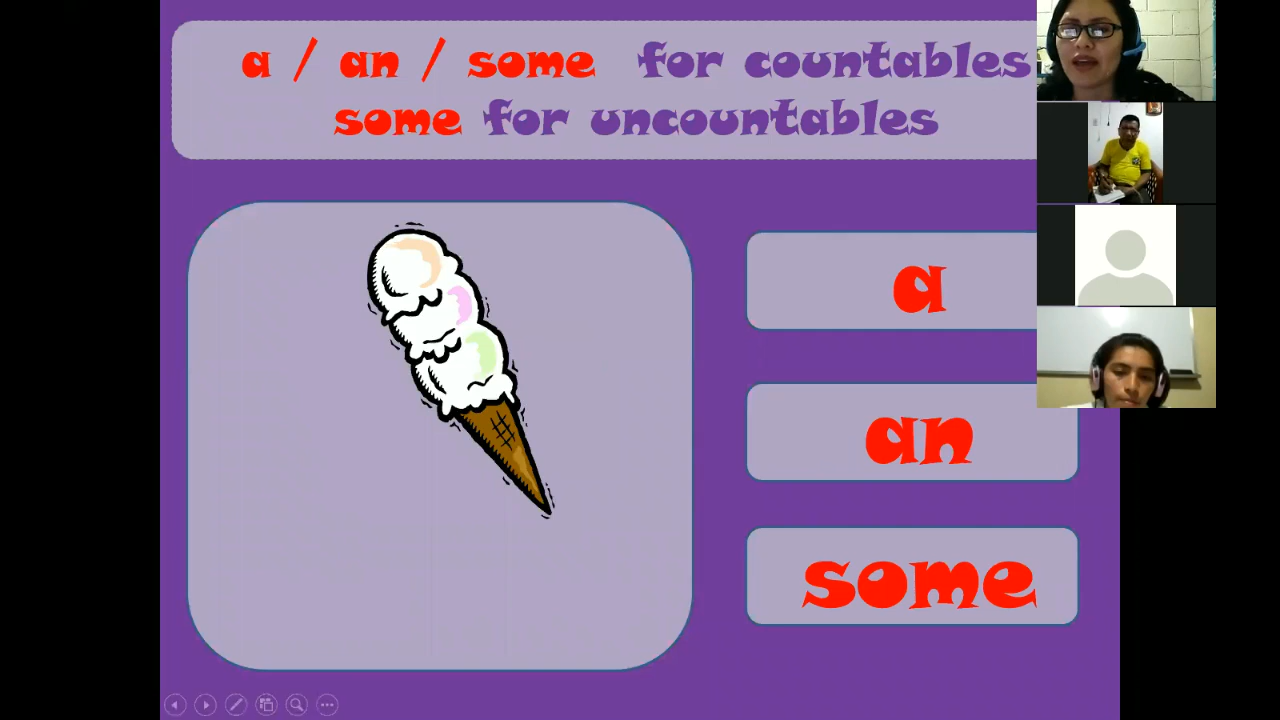 a / an / some for countables
some for uncountables
a
an
some